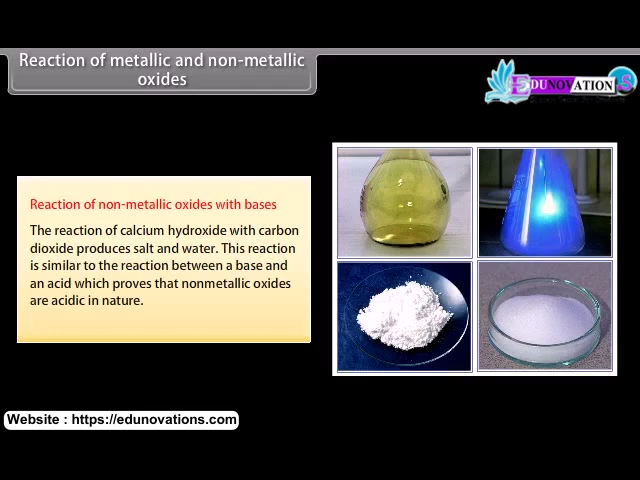 Reaction of metallic and non-metallic
oxides
EDUNOVATION.S
Reaction of non-metallic oxides with bases
The reaction of calcium hydroxide with carbon
dioxide produces salt and water. This reaction
is similar to the reaction between a base and
an acid which proves that nonmetallic oxides
are acidic in nature.
Website : https://edunovations.com